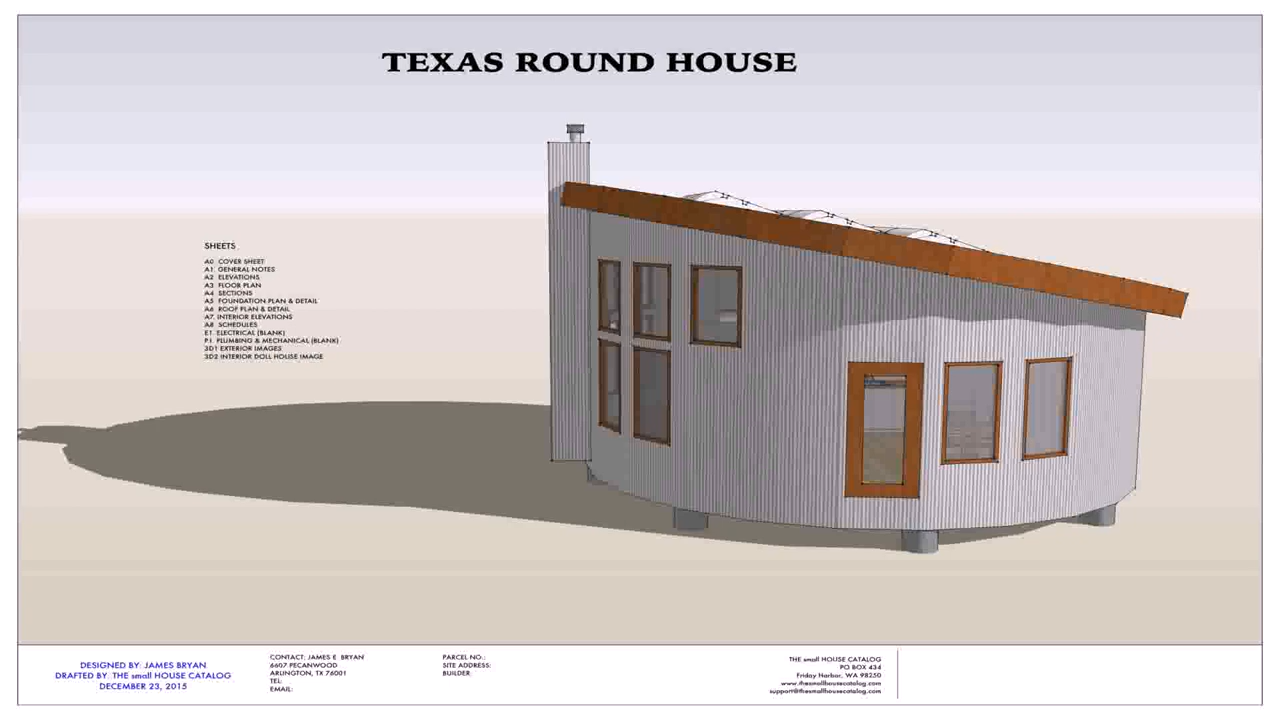 TEXAS ROUND HOUSE
SHEETS
A0 COVER SHEET
A1 GENERAL NOTES
A2 ELEVATIONS
A3 FLOOR PLAN
A4 SECTIONS
A5 FOUNDATION PLAN & DETAIL
A6 ROOF PLAN & DETAIL
A7 INTERIOR ELEVATIONS
A8 SCHEDULES
E1 ELECTRICAL (BLANK)
P1 PLUMBING & MECHANICAL (BLANK)
3D1 EXTERIOR IMAGES
3D2 INTERIOR DOLL HOUSE IMAGE
DESIGNED BY: JAMES BRYAN
DRAFTED BY: THE small HOUSE CATALOG
DECEMBER 23, 2015
CONTACT: JAMES E. BRYAN
6607 PECANWOOD
ARLINGTON, TX 76001
TEL:
EMAIL:
PARCEL NO.:
SITE ADDRESS:
BUILDER:
THE small HOUSE CATALOG
PO BOX 434
Friday Harbor, WA 98250
www.thesmallhousecatalog.com
support@thesmallhousecatalog.com